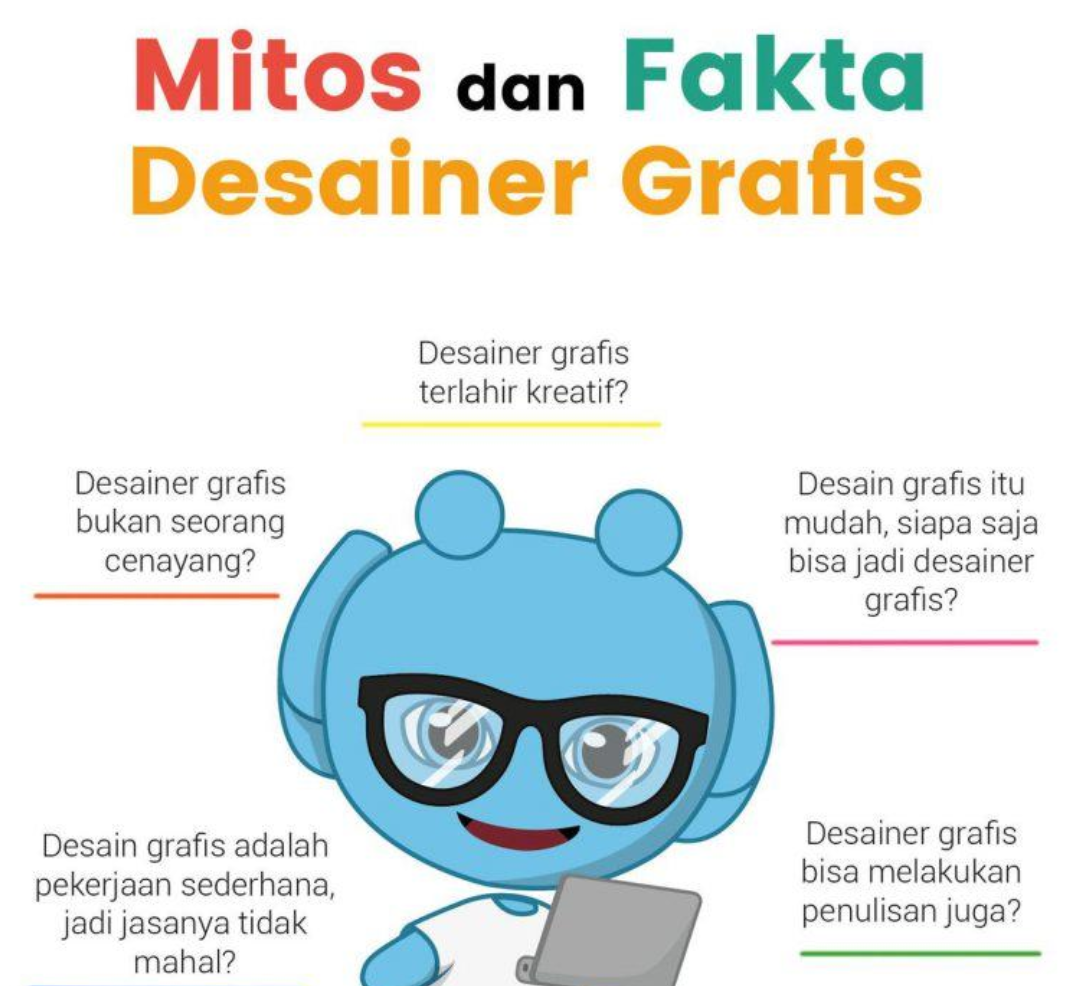 Mitos dan Fakta
Desainer Grafis
Desainer grafis
terlahir kreatif?
Desainer grafis
bukan seorang
cenayang?
Desain grafis itu
mudah, siapa saja
bisa jadi desainer
grafis?
Desain grafis adalah
pekerjaan sederhana,
jadi jasanya tidak
mahal?
Desainer grafis
bisa melakukan
penulisan juga?